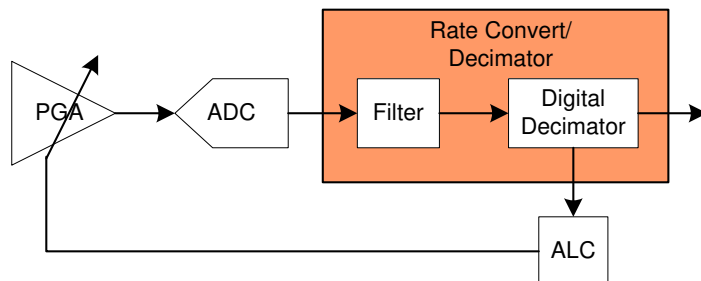 Rate Convert/
Decimator
PGA
ADC
Filter
Digital
Decimator
ALC